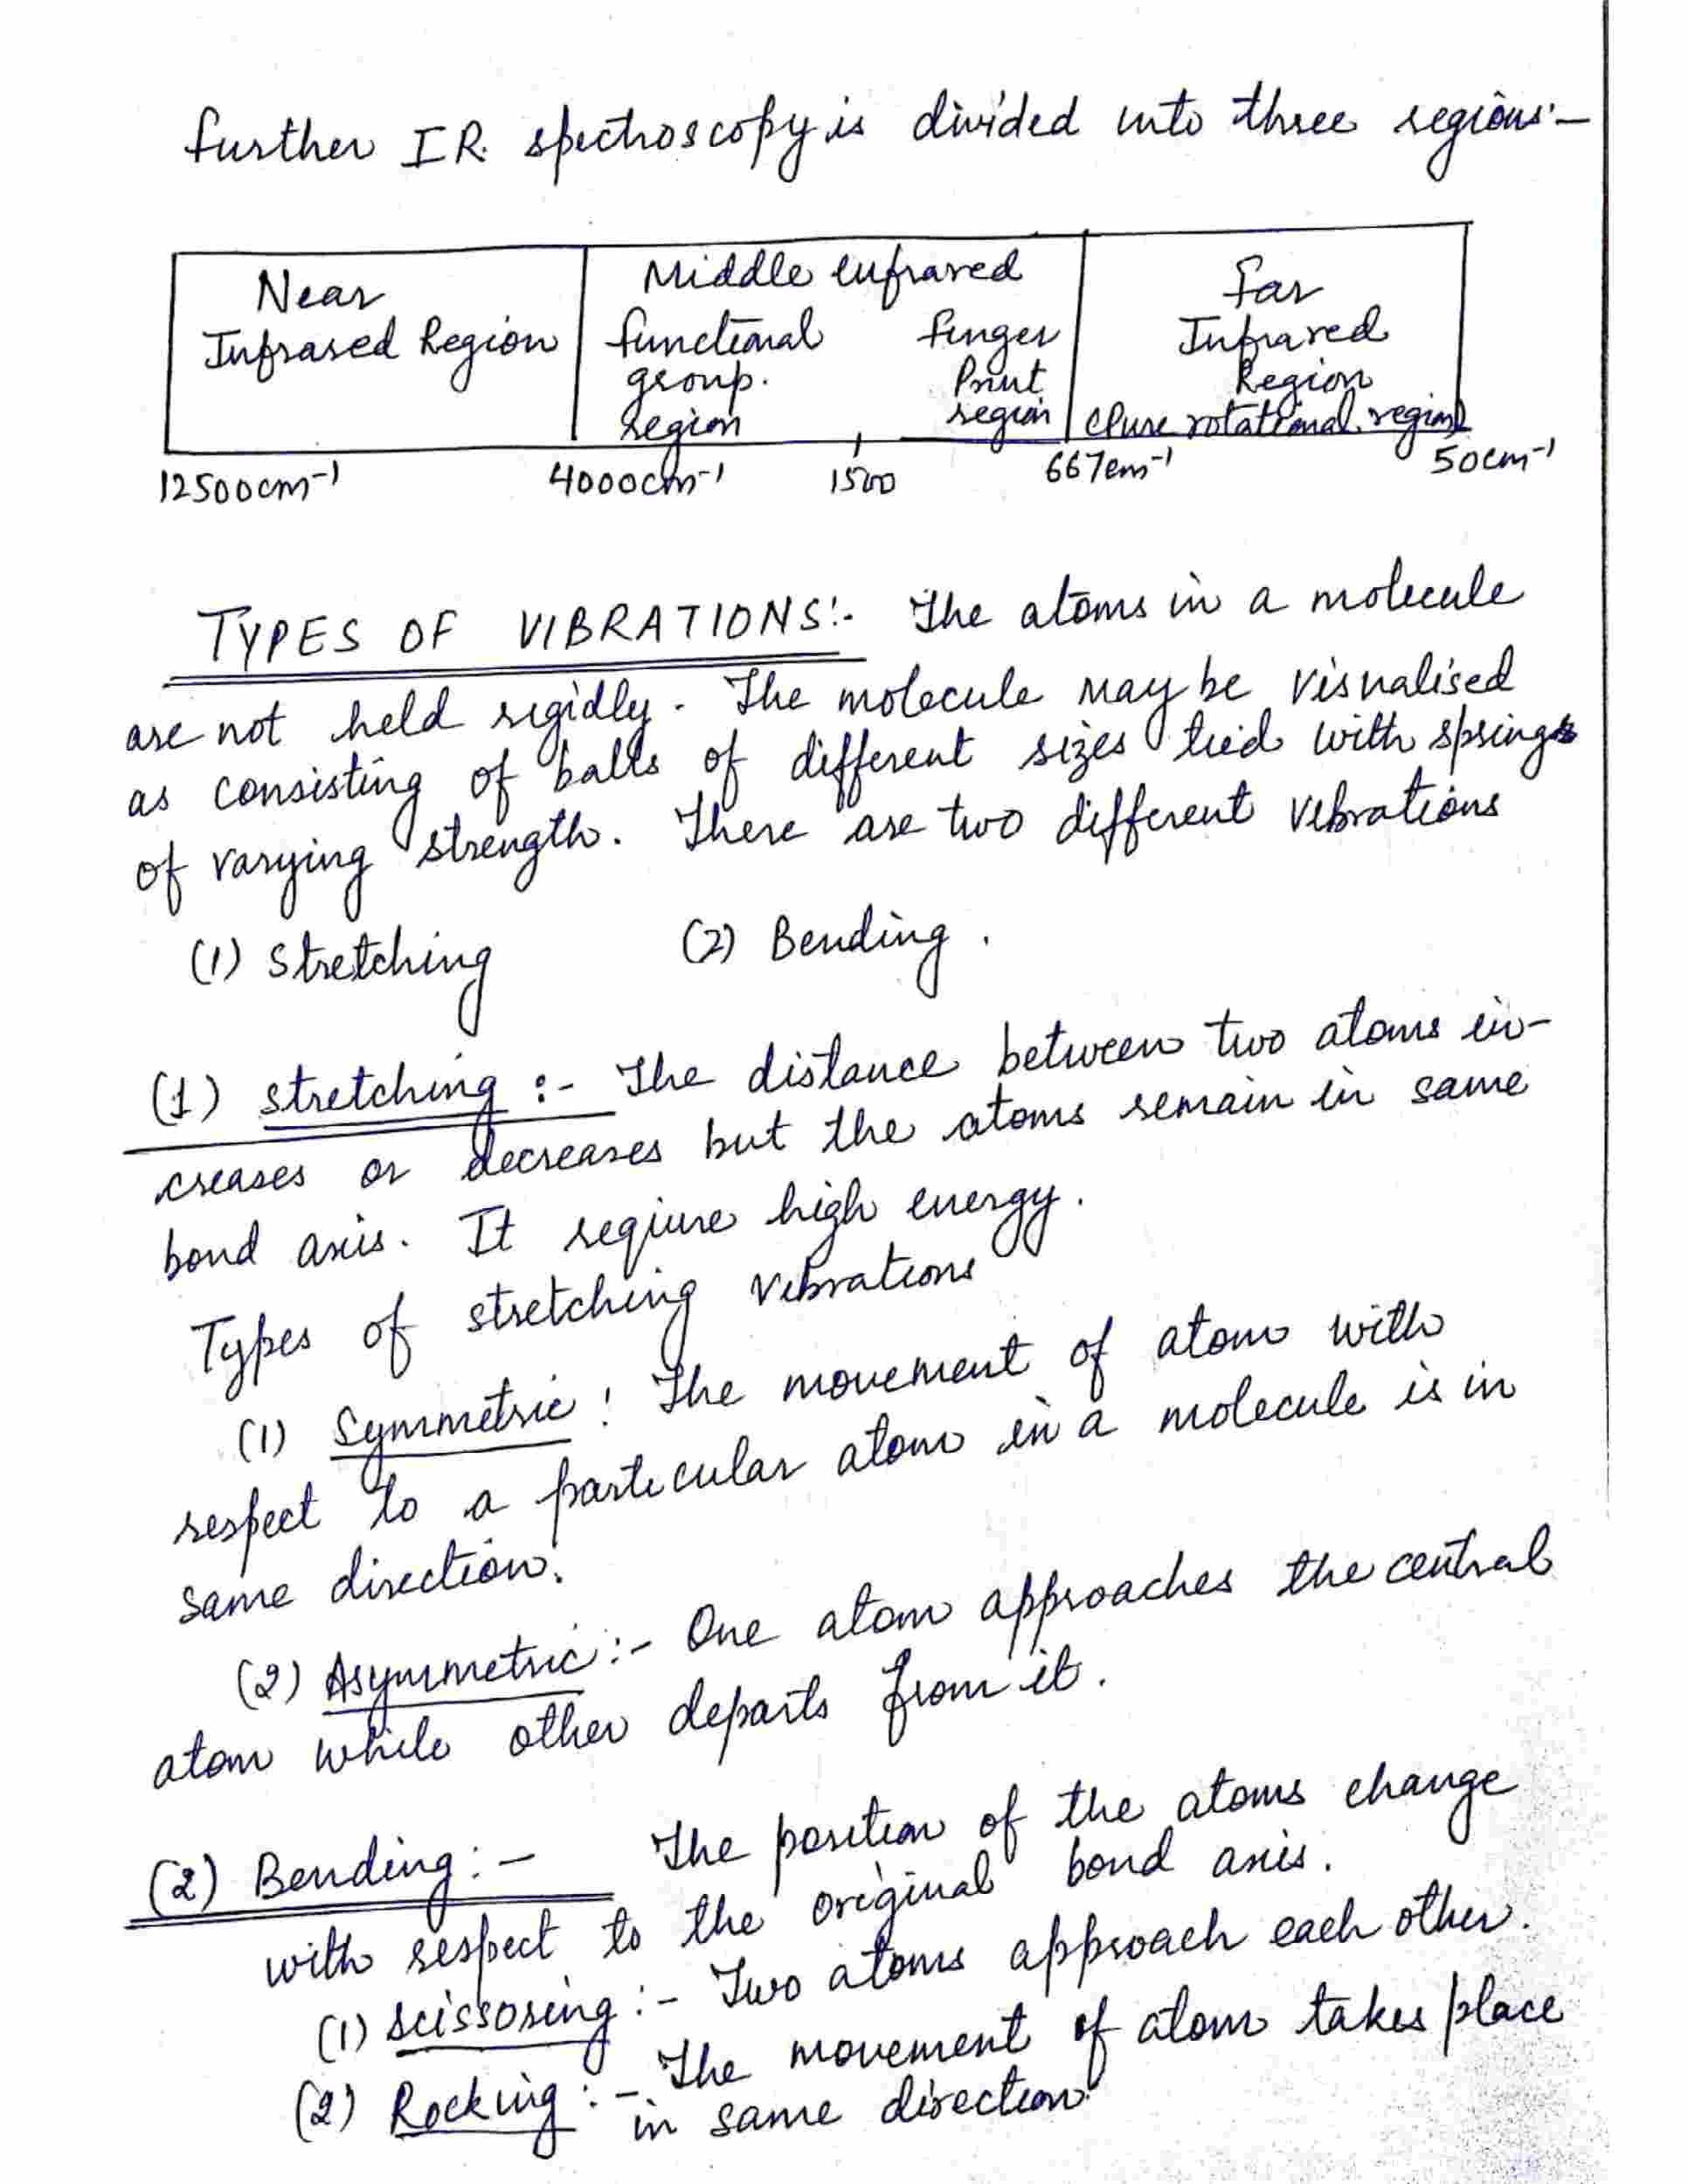 Further IR. spectroscopy is divided into three regions:-
Near
Infrared Region
Middle Infrared
functional
group.
region
Finger
Print
region
Far
Infrared
Region
(Pure rotational region)
12500cm⁻¹
4000cm⁻¹
1500
667cm⁻¹
50cm⁻¹
TYPES OF VIBRATIONS:- The atoms in a molecule
are not held rigidly. The molecule may be visualised
as consisting of balls of different sizes tied with springs
of varying strength. There are two different vibrations
(1) Stretching (2) Bending.
(1) stretching :- The distance between two atoms in-
creases or decreases but the atoms remain in same
bond axis. It require high energy.
Types of stretching vibrations
(1) Symmetric: The movement of atom with
respect to a particular atom in a molecule is in
same direction.
(2) Asymmetric:- One atom approaches the central
atom while other departs from it.
(2) Bending:- The position of the atoms change
with respect to the original bond axis.
(1) Scissoring:- Two atoms approach each other.
(2) Rocking:- The movement of atom takes place
in same direction